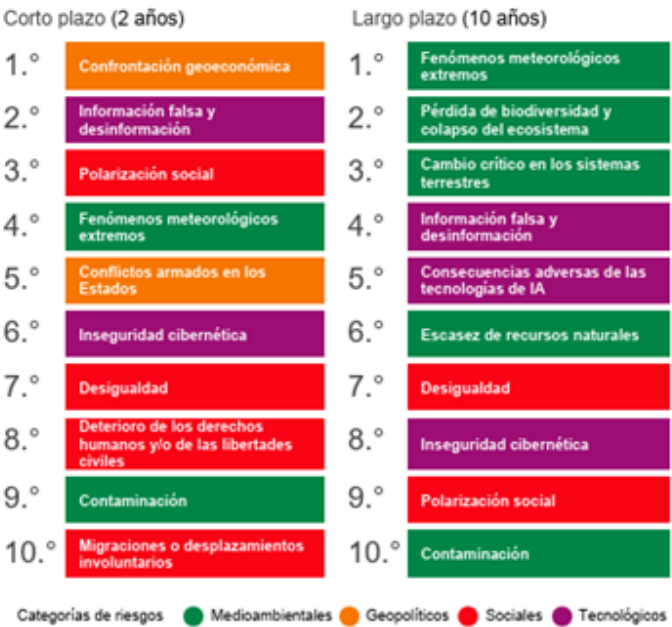 Corto plazo (2 años)
1.° Confrontación geoeconómica
2.° Información falsa y
desinformación
3.° Polarización social
4.° Fenómenos meteorológicos
extremos
5.° Conflictos armados en los
Estados
6.° Inseguridad cibernética
7.° Desigualdad
8.° Deterioro de los derechos
humanos y/o de las libertades
civiles
9.° Contaminación
10.° Migraciones o desplazamientos
involuntarios
Largo plazo (10 años)
1.° Fenómenos meteorológicos
extremos
2.° Pérdida de biodiversidad y
colapso del ecosistema
3.° Cambio crítico en los sistemas
terrestres
4.° Información falsa y
desinformación
5.° Consecuencias adversas de las
tecnologías de IA
6.° Escasez de recursos naturales
7.° Desigualdad
8.° Inseguridad cibernética
9.° Polarización social
10.° Contaminación
Categorías de riesgos Medioambientales Geopolíticos Sociales Tecnológicos